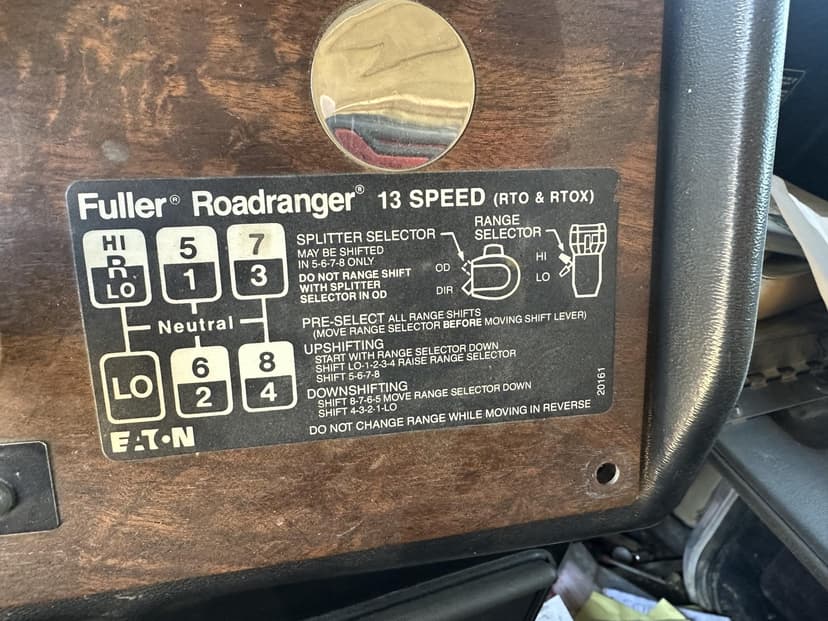 Fuller® Roadranger® 13 SPEED (RTO & RTOX)
HI
R
LO
5
1
7
3
Neutral
LO
6
2
8
4
EATON
SPLITTER SELECTOR
MAY BE SHIFTED
IN 5-6-7-8 ONLY
DO NOT RANGE SHIFT
WITH SPLITTER
SELECTOR IN OD
OD
DIR
RANGE
SELECTOR
HI
LO
PRE-SELECT ALL RANGE SHIFTS
(MOVE RANGE SELECTOR BEFORE MOVING SHIFT LEVER)
UPSHIFTING
START WITH RANGE SELECTOR DOWN
SHIFT LO-1-2-3-4 RAISE RANGE SELECTOR
SHIFT 5-6-7-8
DOWNSHIFTING
SHIFT 8-7-6-5 MOVE RANGE SELECTOR DOWN
SHIFT 4-3-2-1-LO
DO NOT CHANGE RANGE WHILE MOVING IN REVERSE
20161